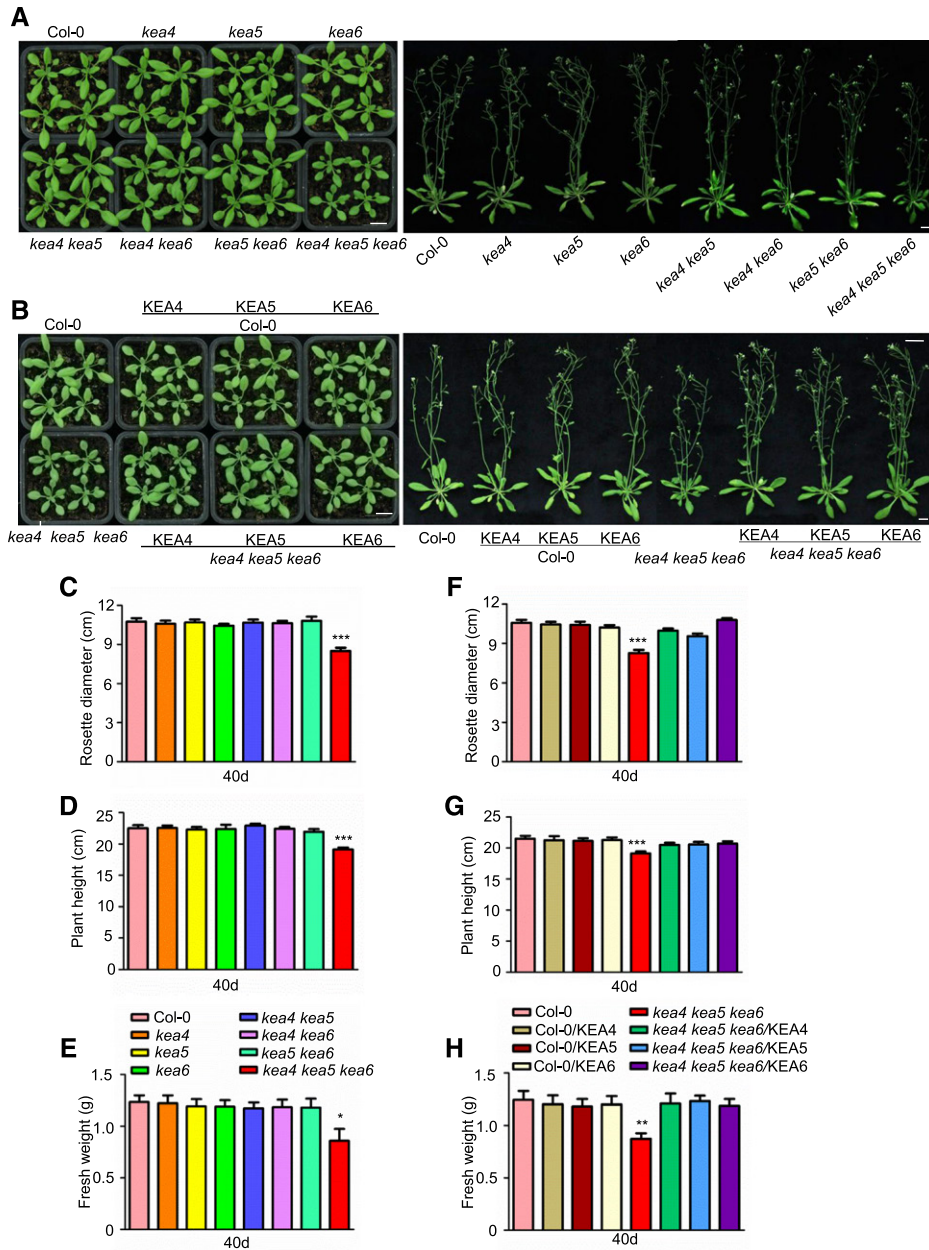 A
Col-0 kea4 kea5 kea6
kea4 kea5 kea4 kea6 kea5 kea6 kea4 kea5 kea6
Col-0 kea4 kea5 kea6 kea4 kea5 kea4 kea6 kea5 kea6 kea4 kea5 kea6
B
KEA4 KEA5 KEA6
Col-0 Col-0
kea4 kea5 kea6 KEA4 KEA5 KEA6
kea4 kea5 kea6
Col-0 KEA4 KEA5 KEA6 kea4 kea5 kea6 KEA4 KEA5 KEA6
Col-0 kea4 kea5 kea6
C
Rosette diameter (cm)
12
9
6
3
0
***
40d
F
Rosette diameter (cm)
12
9
6
3
0
***
40d
D
Plant height (cm)
25
20
15
10
5
0
***
40d
G
Plant height (cm)
25
20
15
10
5
0
***
40d
E
Col-0 kea4 kea5
kea4 kea4 kea6
kea5 kea5 kea6
kea6 kea4 kea5 kea6
Fresh weight (g)
1.5
1.0
0.5
0
*
40d
H
Col-0 kea4 kea5 kea6
Col-0/KEA4 kea4 kea5 kea6/KEA4
Col-0/KEA5 kea4 kea5 kea6/KEA5
Col-0/KEA6 kea4 kea5 kea6/KEA6
Fresh weight (g)
1.5
1.0
0.5
0
**
40d